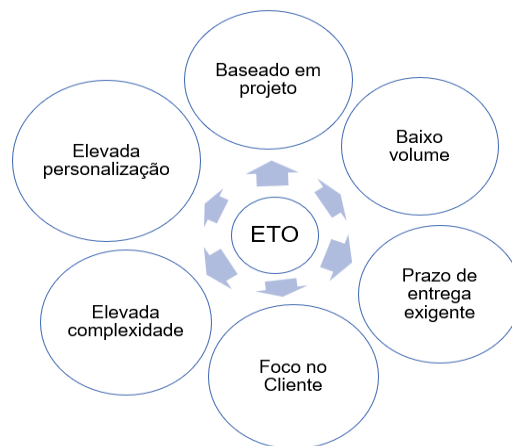 Baseado em
projeto
Baixo
volume
Prazo de
entrega
exigente
Foco no
Cliente
Elevada
complexidade
Elevada
personalização
ETO